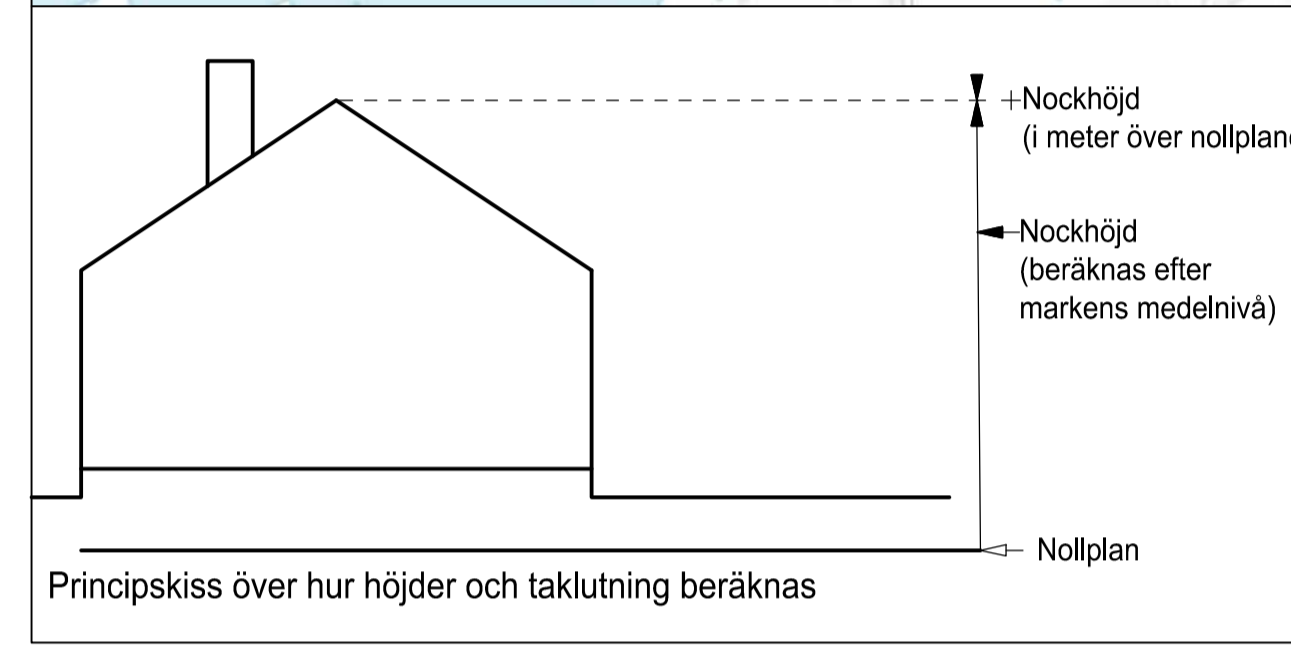 +Nockhöjd
(i meter över nollplan
Nockhöjd
(beräknas efter
markens medelnivå)
Nollplan
Principskiss över hur höjder och taklutning beräknas